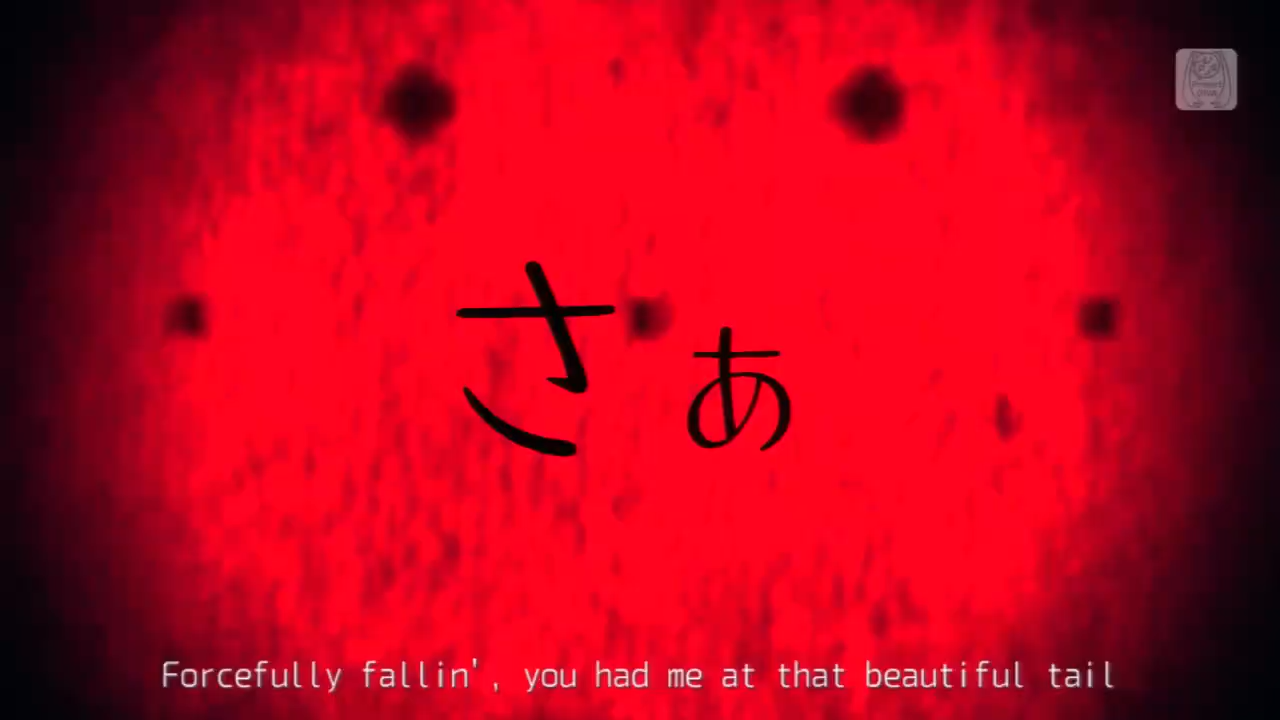 さぁ
Forcefully fallin', you had me at that beautiful tail